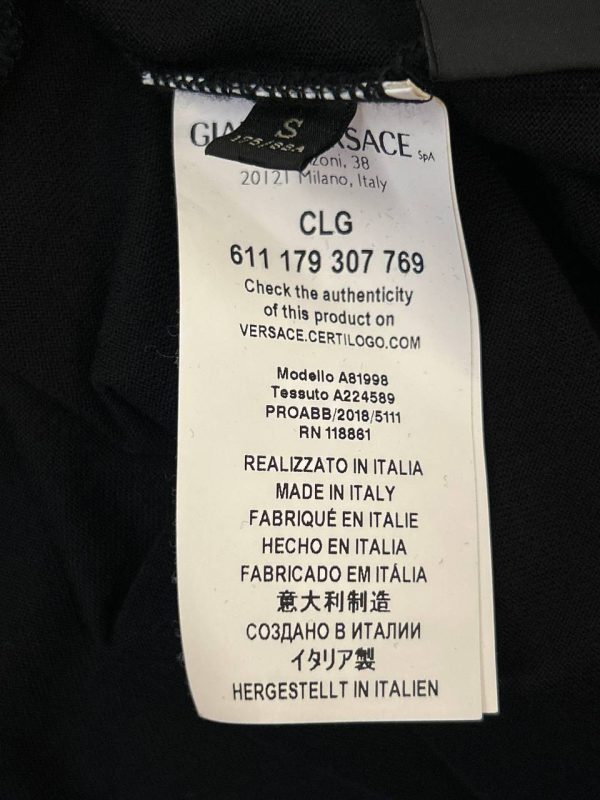 S
175/88A
GIA
RSACE SpA
zoni, 38
20121 Milano, Italy
CLG
611 179 307 769
Check the authenticity
of this product on
VERSACE.CERTILOGO.COM
Modello A81998
Tessuto A224589
PROABB/2018/5111
RN 118861
REALIZZATO IN ITALIA
MADE IN ITALY
FABRIQUÉ EN ITALIE
HECHO EN ITALIA
FABRICADO EM ITÁLIA
意大利制造
СОЗДАНО В ИТАЛИИ
イタリア製
HERGESTELLT IN ITALIEN